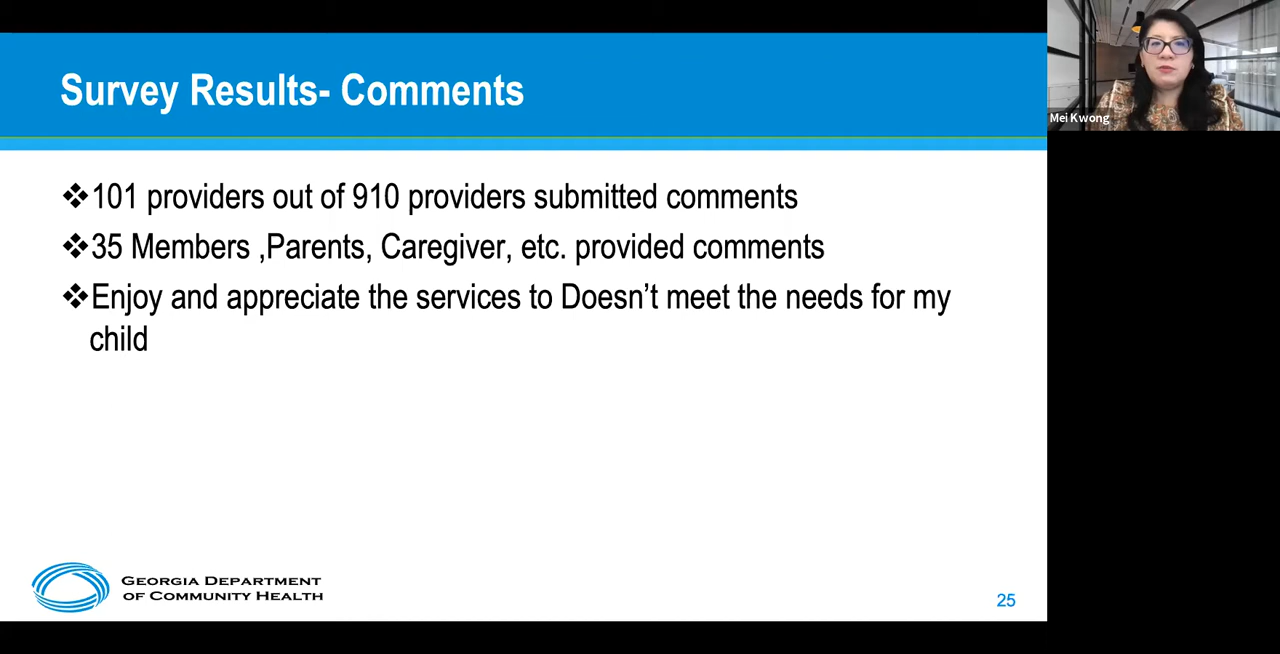 Survey Results- Comments
Mei Kwong
❖101 providers out of 910 providers submitted comments
❖35 Members ,Parents, Caregiver, etc. provided comments
❖Enjoy and appreciate the services to Doesn’t meet the needs for my
child
GEORGIA DEPARTMENT
OF COMMUNITY HEALTH
25